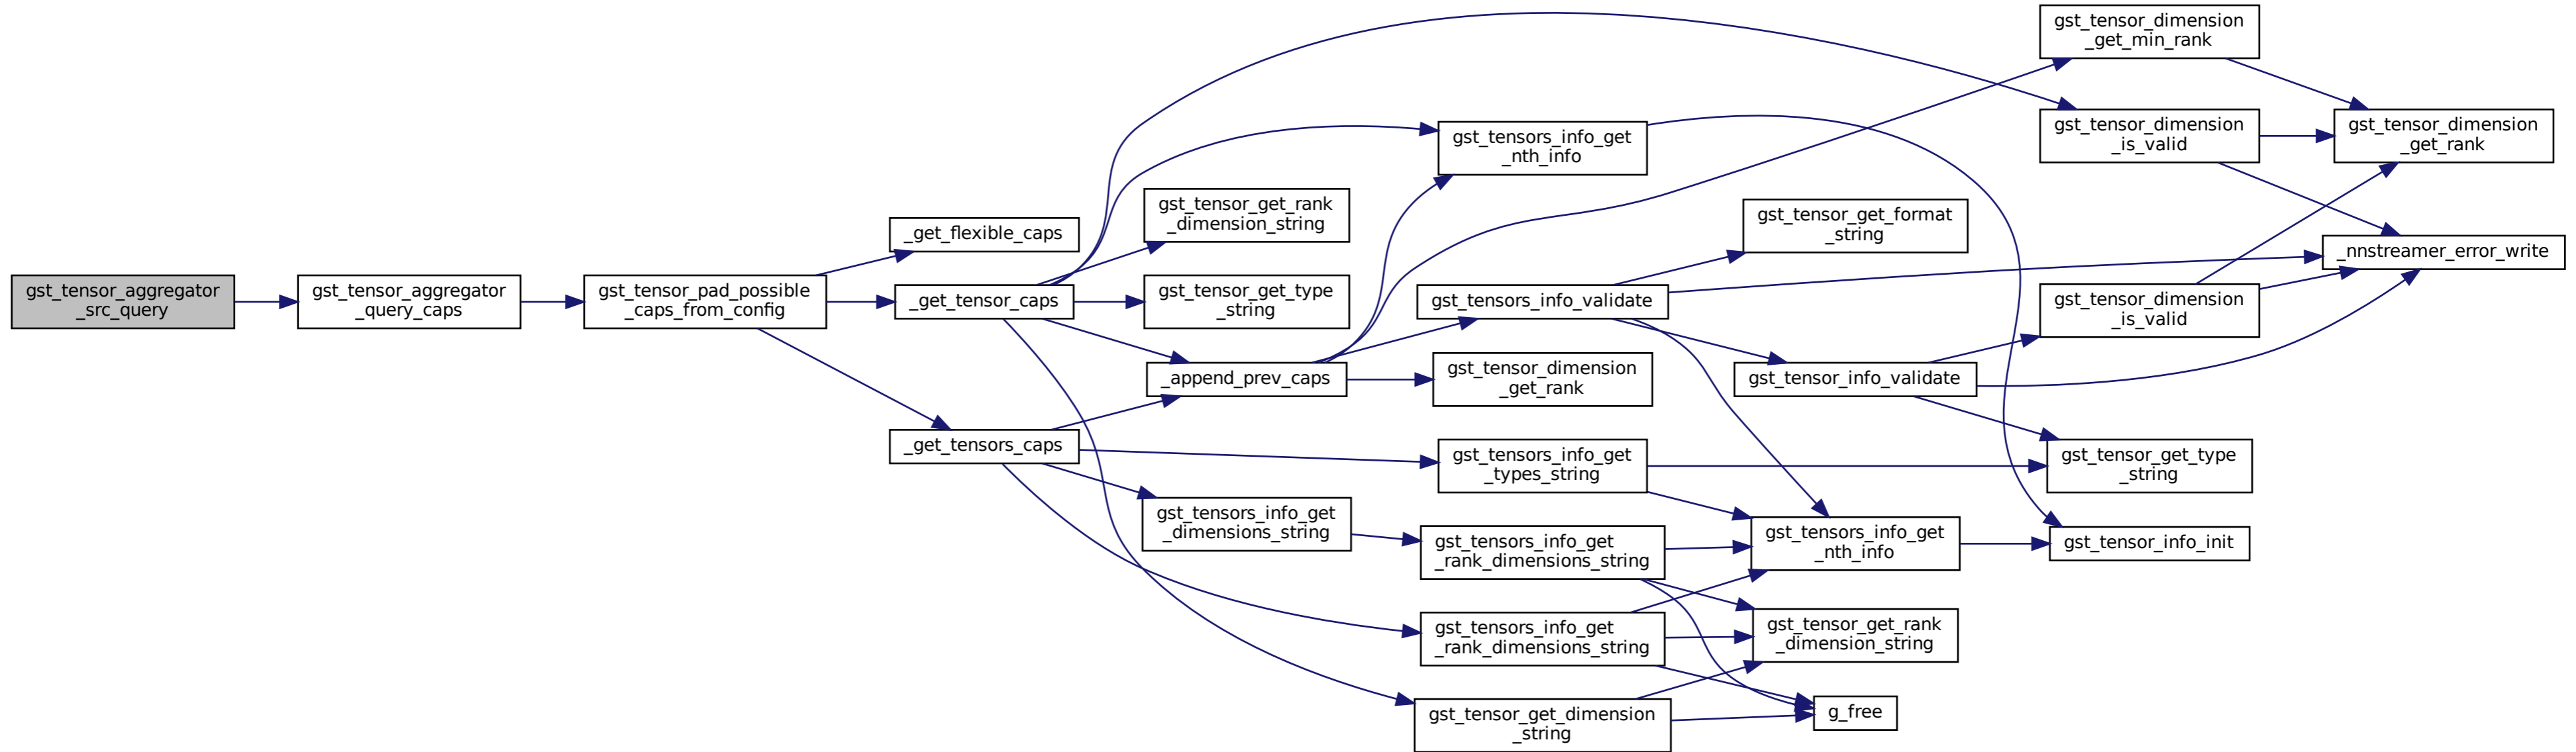 gst_tensor_aggregator
_src_query
gst_tensor_aggregator
_query_caps
gst_tensor_pad_possible
_caps_from_config
_get_flexible_caps
_get_tensor_caps
_get_tensors_caps
gst_tensor_get_rank
_dimension_string
gst_tensor_get_type
_string
_append_prev_caps
gst_tensors_info_get
_dimensions_string
gst_tensors_info_get
_nth_info
gst_tensors_info_validate
gst_tensor_dimension
_get_rank
gst_tensors_info_get
_types_string
gst_tensors_info_get
_rank_dimensions_string
gst_tensors_info_get
_rank_dimensions_string
gst_tensor_get_dimension
_string
gst_tensor_get_format
_string
gst_tensor_info_validate
gst_tensors_info_get
_nth_info
gst_tensor_get_rank
_dimension_string
g_free
gst_tensor_dimension
_get_min_rank
gst_tensor_dimension
_is_valid
gst_tensor_dimension
_is_valid
gst_tensor_get_type
_string
gst_tensor_info_init
gst_tensor_dimension
_get_rank
_nnstreamer_error_write